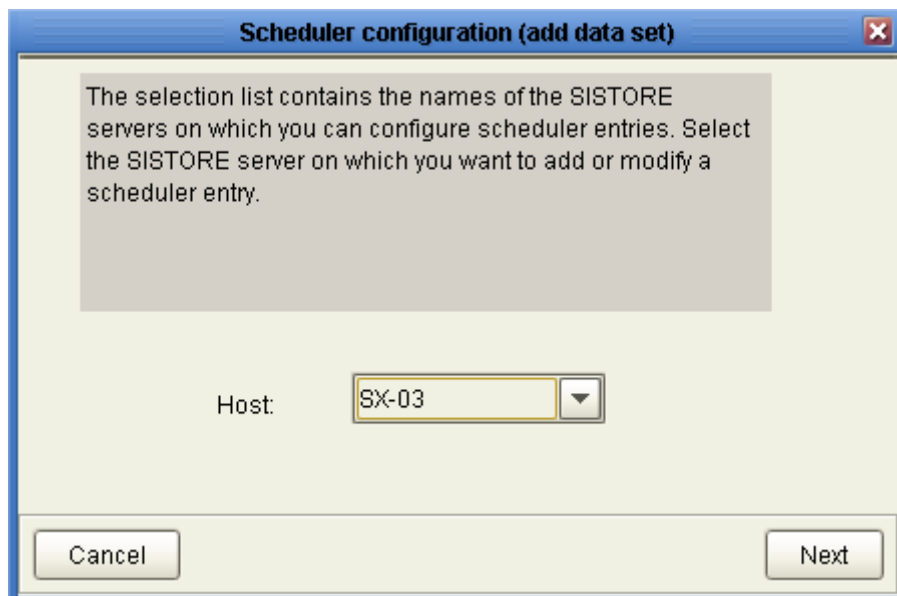 Scheduler configuration (add data set)
The selection list contains the names of the SISTORE
servers on which you can configure scheduler entries. Select
the SISTORE server on which you want to add or modify a
scheduler entry.
Host:
SX-03
Cancel
Next